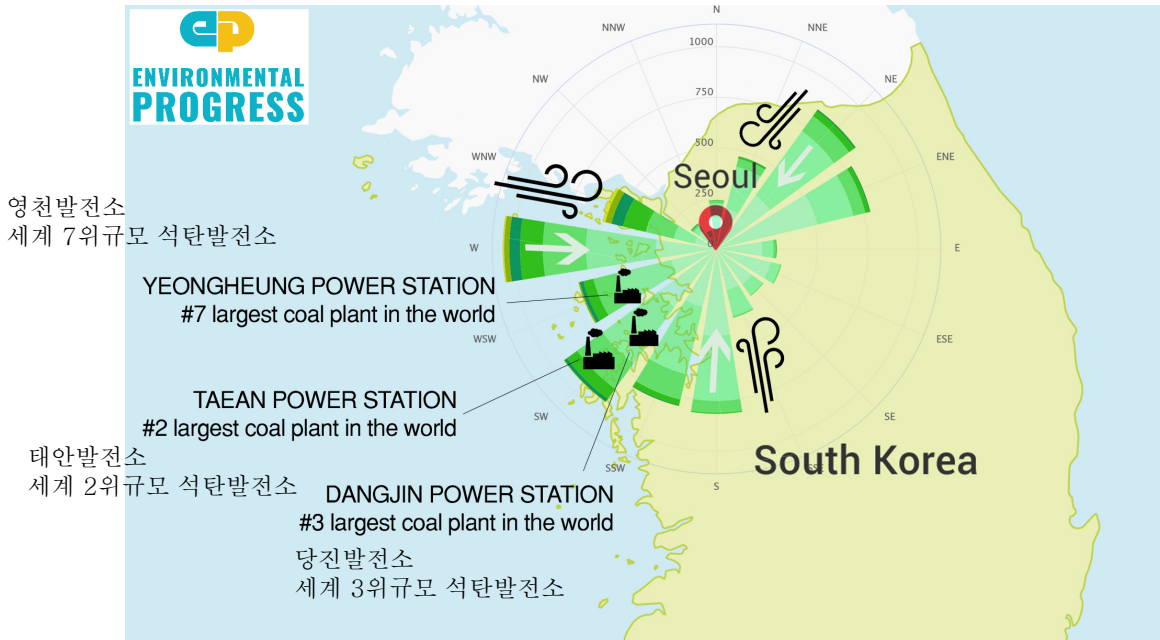 ep
ENVIRONMENTAL
PROGRESS
N
NNW
NNE
1000
NW
NE
750
500
WNW
ENE
Seoul
250
영천발전소
세계 7위규모 석탄발전소
0
W
E
YEONGHEUNG POWER STATION
#7 largest coal plant in the world
WSW
ESE
TAEAN POWER STATION
#2 largest coal plant in the world
SW
SE
태안발전소
세계 2위규모 석탄발전소
SSW
SSE
South Korea
S
DANGJIN POWER STATION
#3 largest coal plant in the world
당진발전소
세계 3위규모 석탄발전소